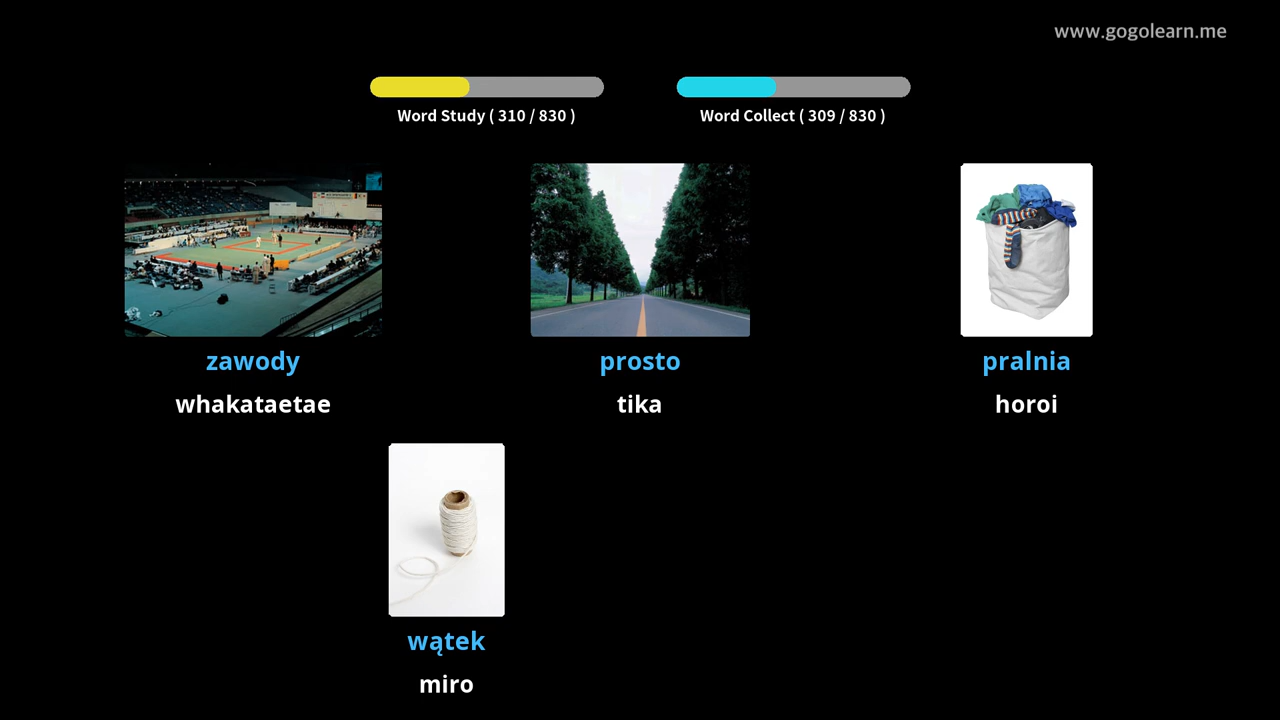 www.gogolearn.me
Word Study ( 310 / 830 )
Word Collect ( 309 / 830 )
zawody
whakataetae
prosto
tika
pralnia
horoi
wątek
miro